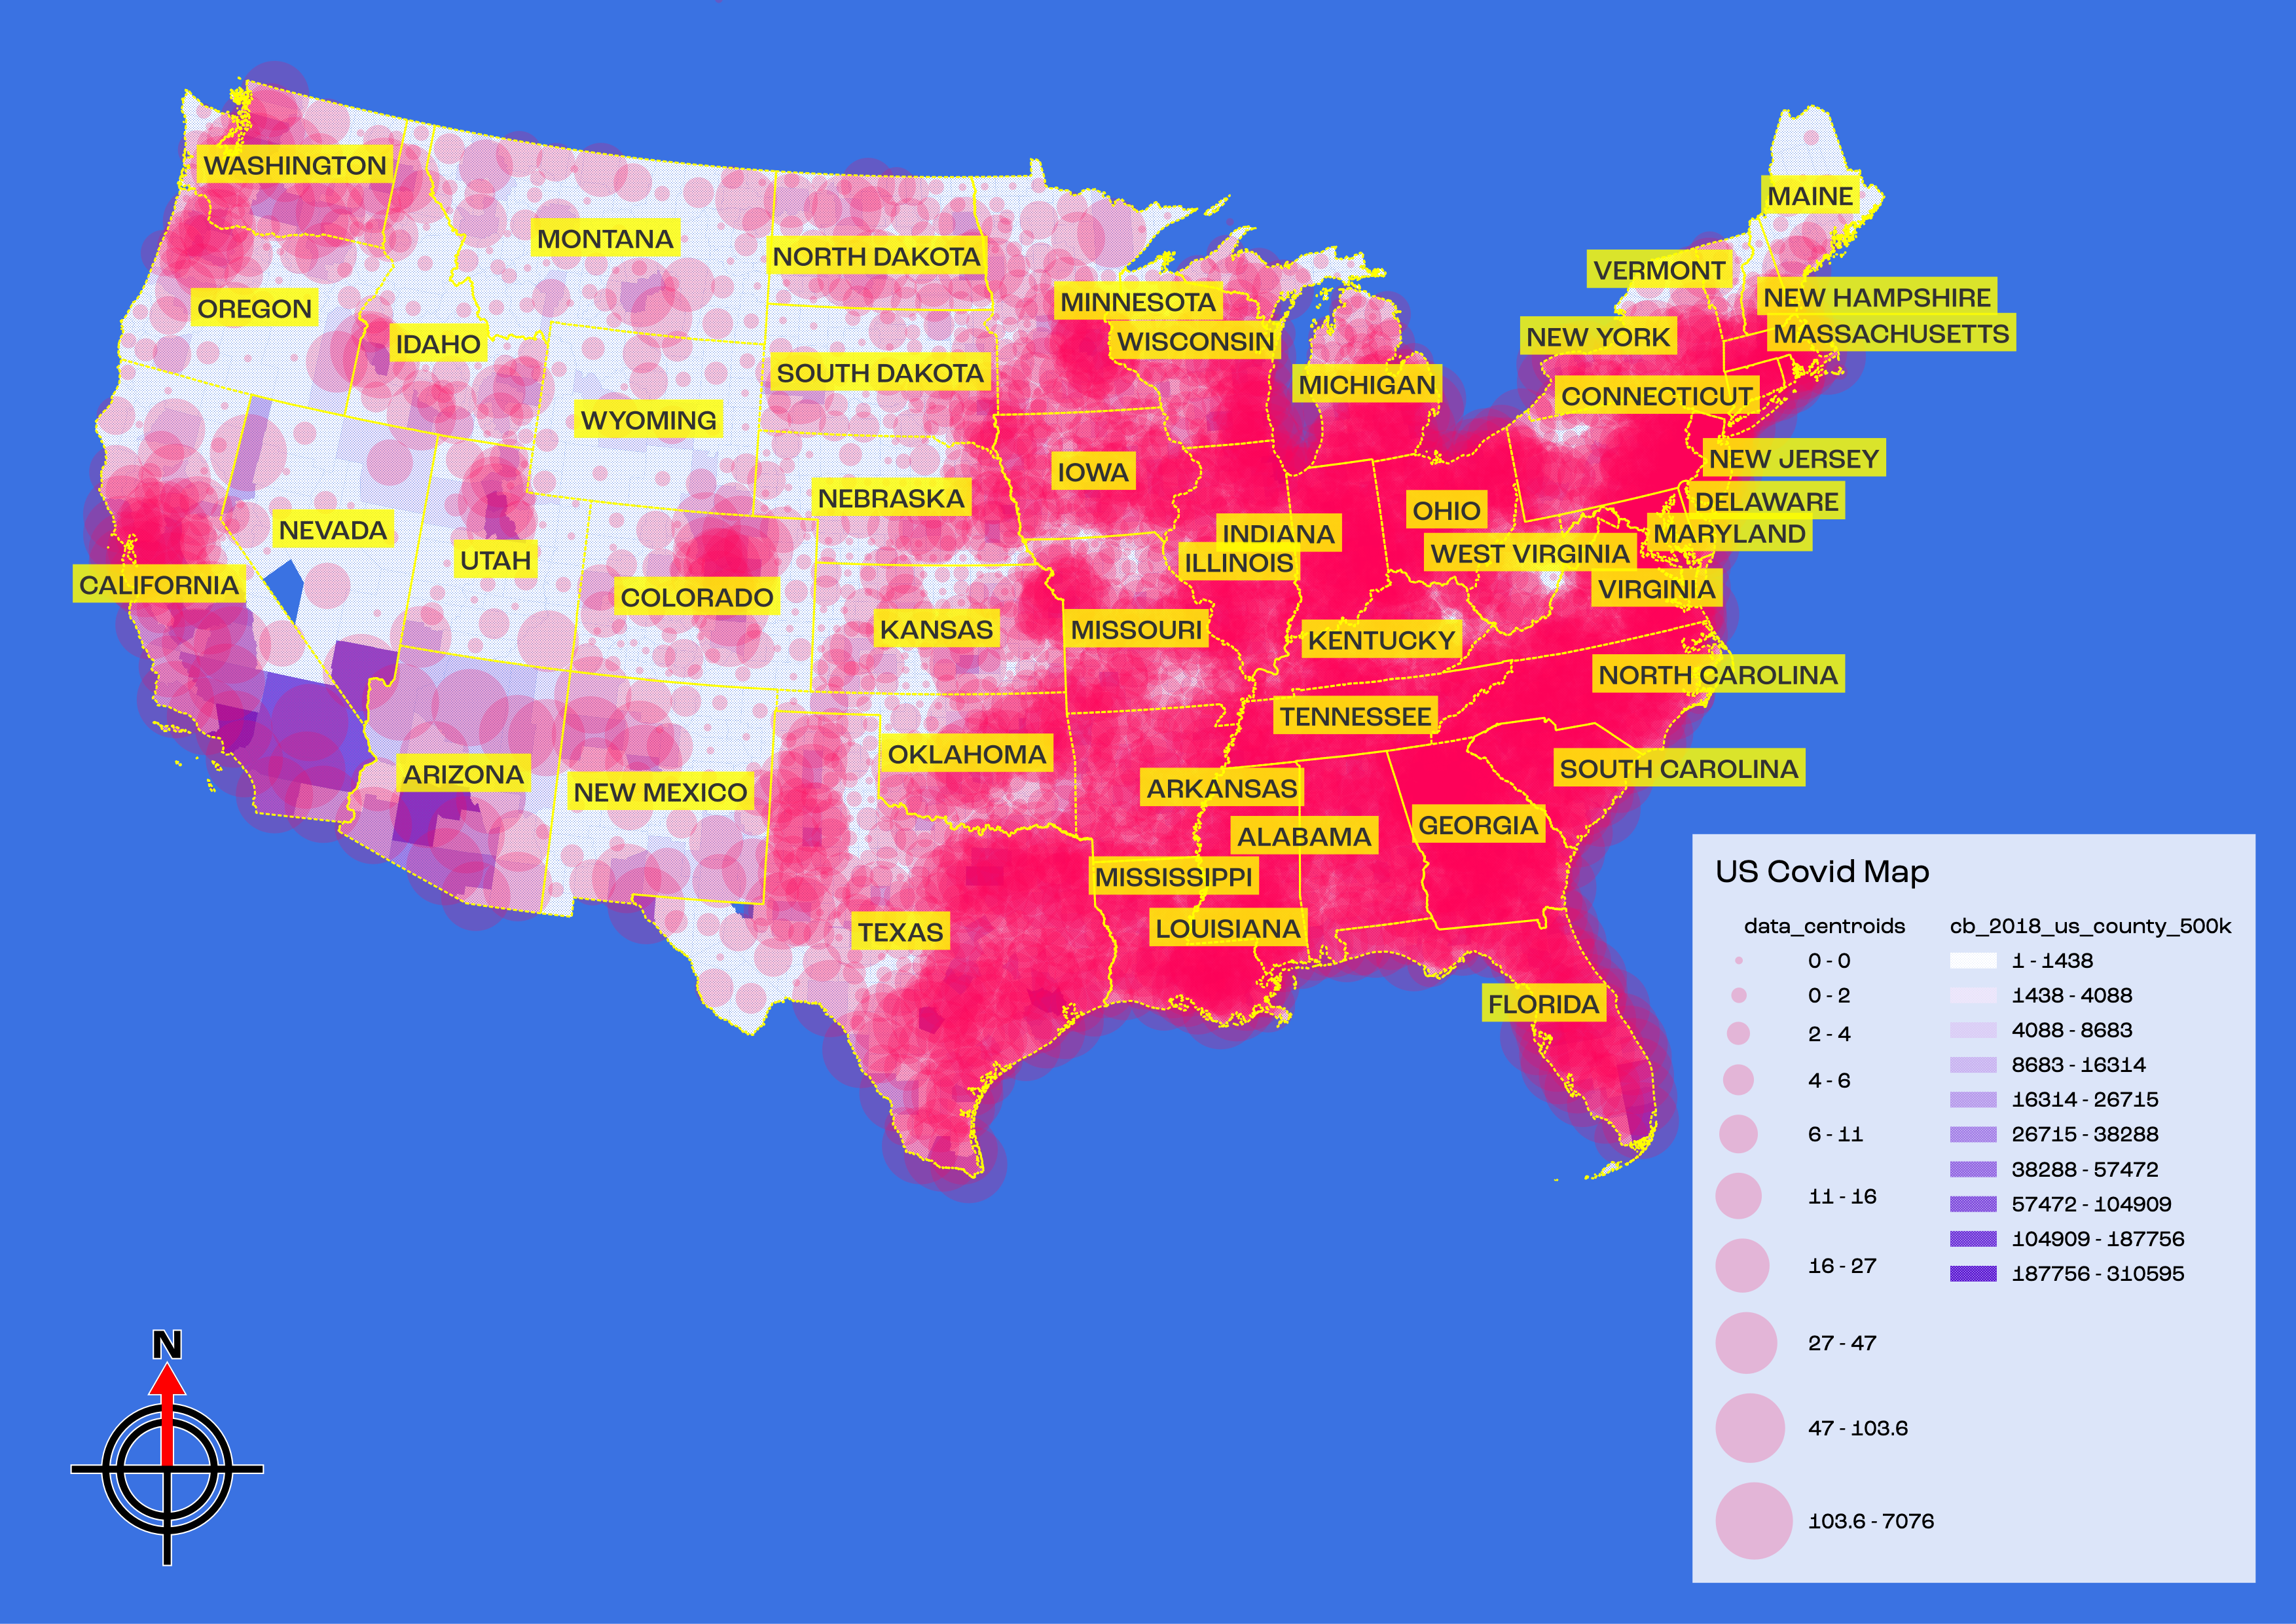 WASHINGTON
MAINE
MONTANA
NORTH DAKOTA
VERMONT
MINNESOTA
NEW HAMPSHIRE
OREGON
NEW YORK
MASSACHUSETTS
IDAHO
WISCONSIN
SOUTH DAKOTA
MICHIGAN
CONNECTICUT
WYOMING
IOWA
NEW JERSEY
NEBRASKA
OHIO
DELAWARE
NEVADA
INDIANA
MARYLAND
UTAH
ILLINOIS
WEST VIRGINIA
CALIFORNIA
COLORADO
VIRGINIA
KANSAS
MISSOURI
KENTUCKY
NORTH CAROLINA
TENNESSEE
OKLAHOMA
ARIZONA
SOUTH CAROLINA
NEW MEXICO
ARKANSAS
ALABAMA
GEORGIA
MISSISSIPPI
TEXAS
LOUISIANA
FLORIDA
US Covid Map
data_centroids
0 - 0
0 - 2
2 - 4
4 - 6
6 - 11
11 - 16
16 - 27
27 - 47
47 - 103.6
103.6 - 7076
cb_2018_us_county_500k
1 - 1438
1438 - 4088
4088 - 8683
8683 - 16314
16314 - 26715
26715 - 38288
38288 - 57472
57472 - 104909
104909 - 187756
187756 - 310595
N